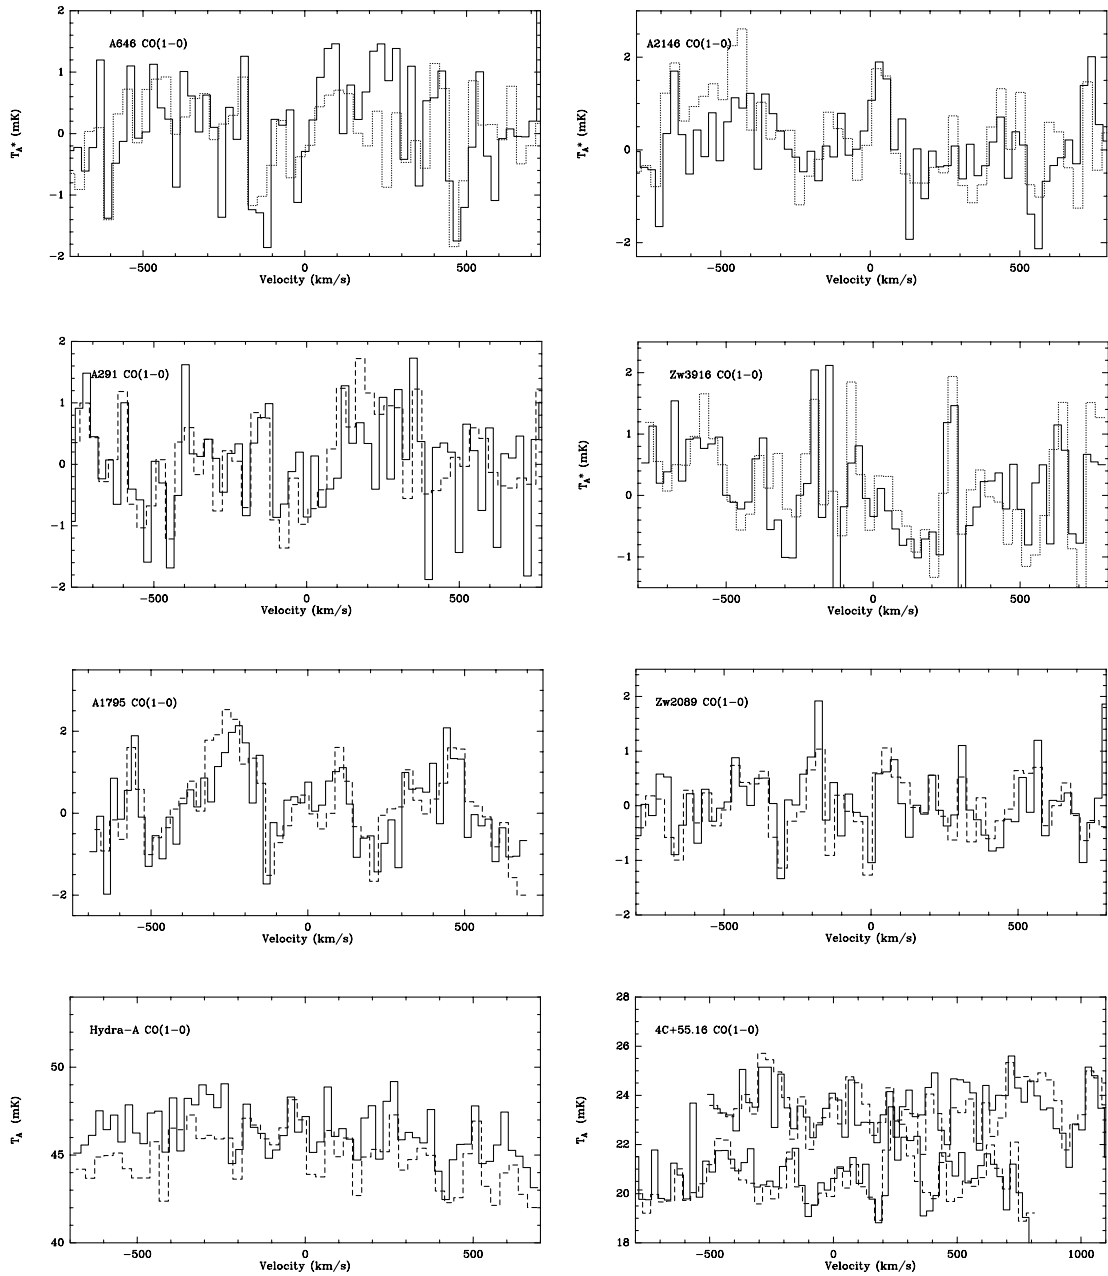 A646 CO(1-0)
T_A* (mK)
2
1
0
-1
-2
-500
0
500
Velocity (km/s)
A2146 CO(1-0)
T_A* (mK)
2
0
-2
-500
0
500
Velocity (km/s)
A291 CO(1-0)
2
1
0
-1
-2
-500
0
500
Velocity (km/s)
Zw3916 CO(1-0)
T_A* (mK)
2
1
0
-1
-500
0
500
Velocity (km/s)
A1795 CO(1-0)
2
0
-2
-500
0
500
Velocity (km/s)
Zw2089 CO(1-0)
2
1
0
-1
-2
-500
0
500
Velocity (km/s)
Hydra-A CO(1-0)
T_A (mK)
50
45
40
-500
0
500
Velocity (km/s)
4C+55.16 CO(1-0)
T_A (mK)
28
26
24
22
20
18
-500
0
500
1000
Velocity (km/s)